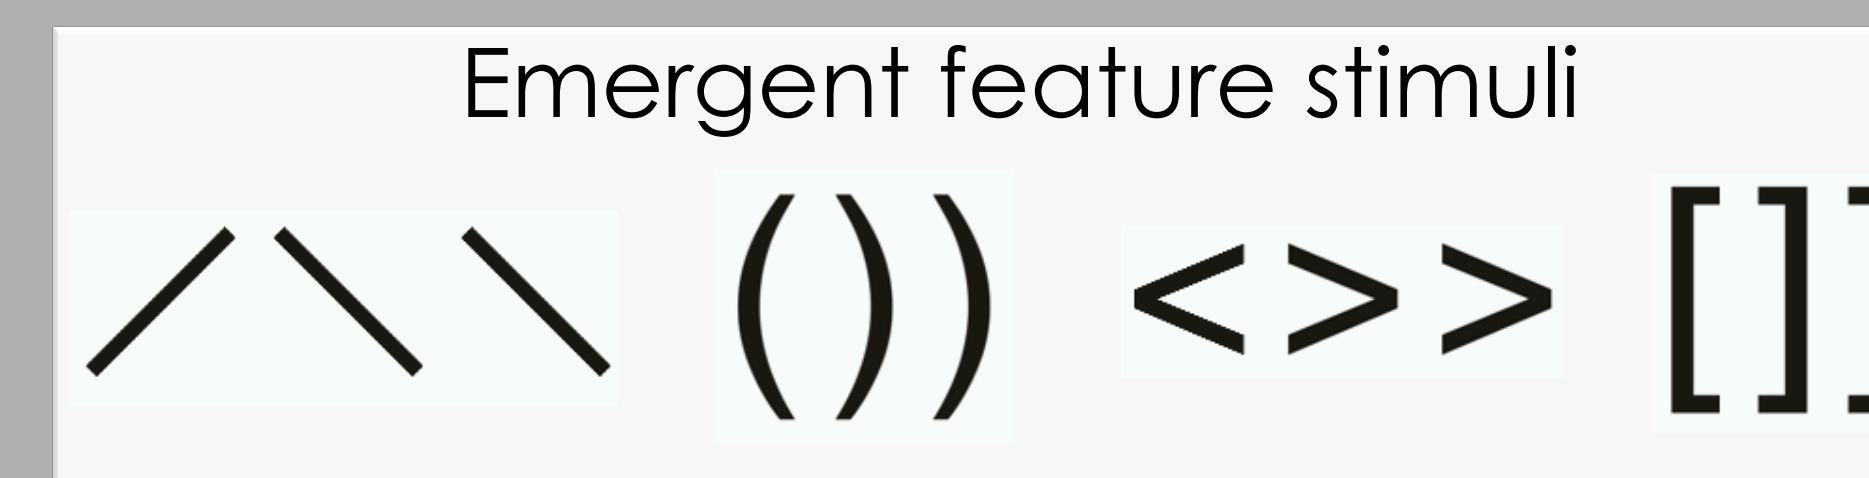 Emergent feature stimuli
/ \ \ ( ) ) < > > [ ] ]